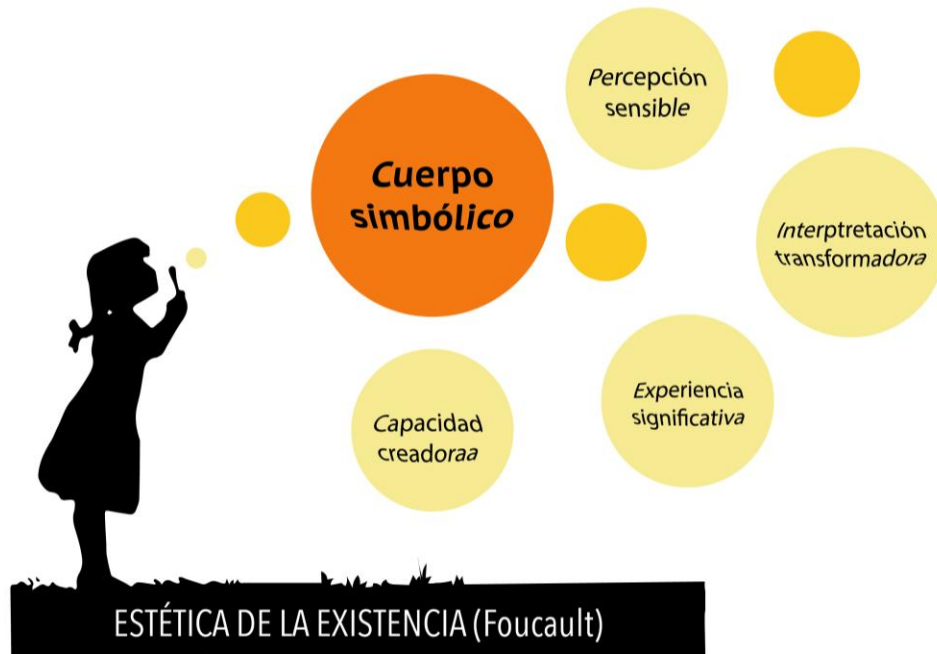 Percepción
sensible
Cuerpo
simbólico
Interptretación
transformadora
Experiencia
significativa
Capacidad
creadoraa
ESTÉTICA DE LA EXISTENCIA (Foucault)